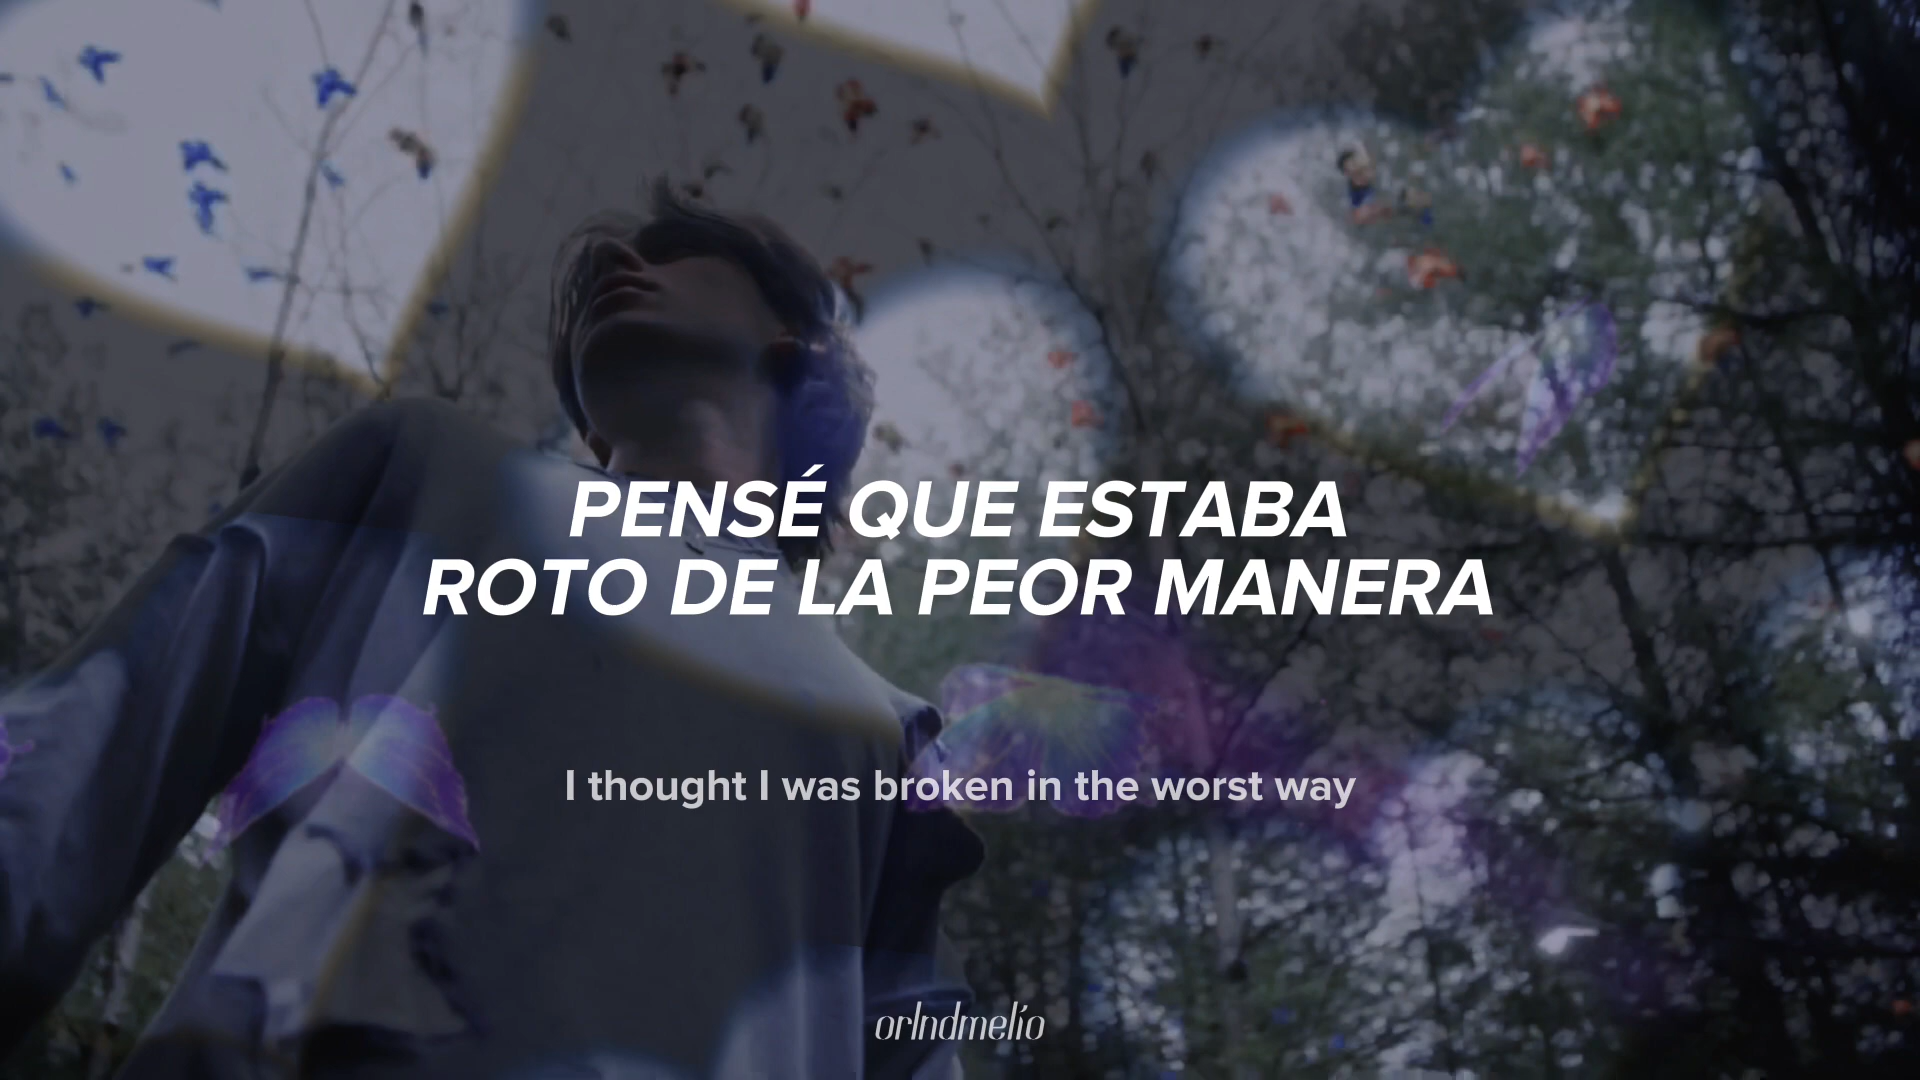 PENSÉ QUE ESTABA
ROTO DE LA PEOR MANERA
I thought I was broken in the worst way
orlndmelío